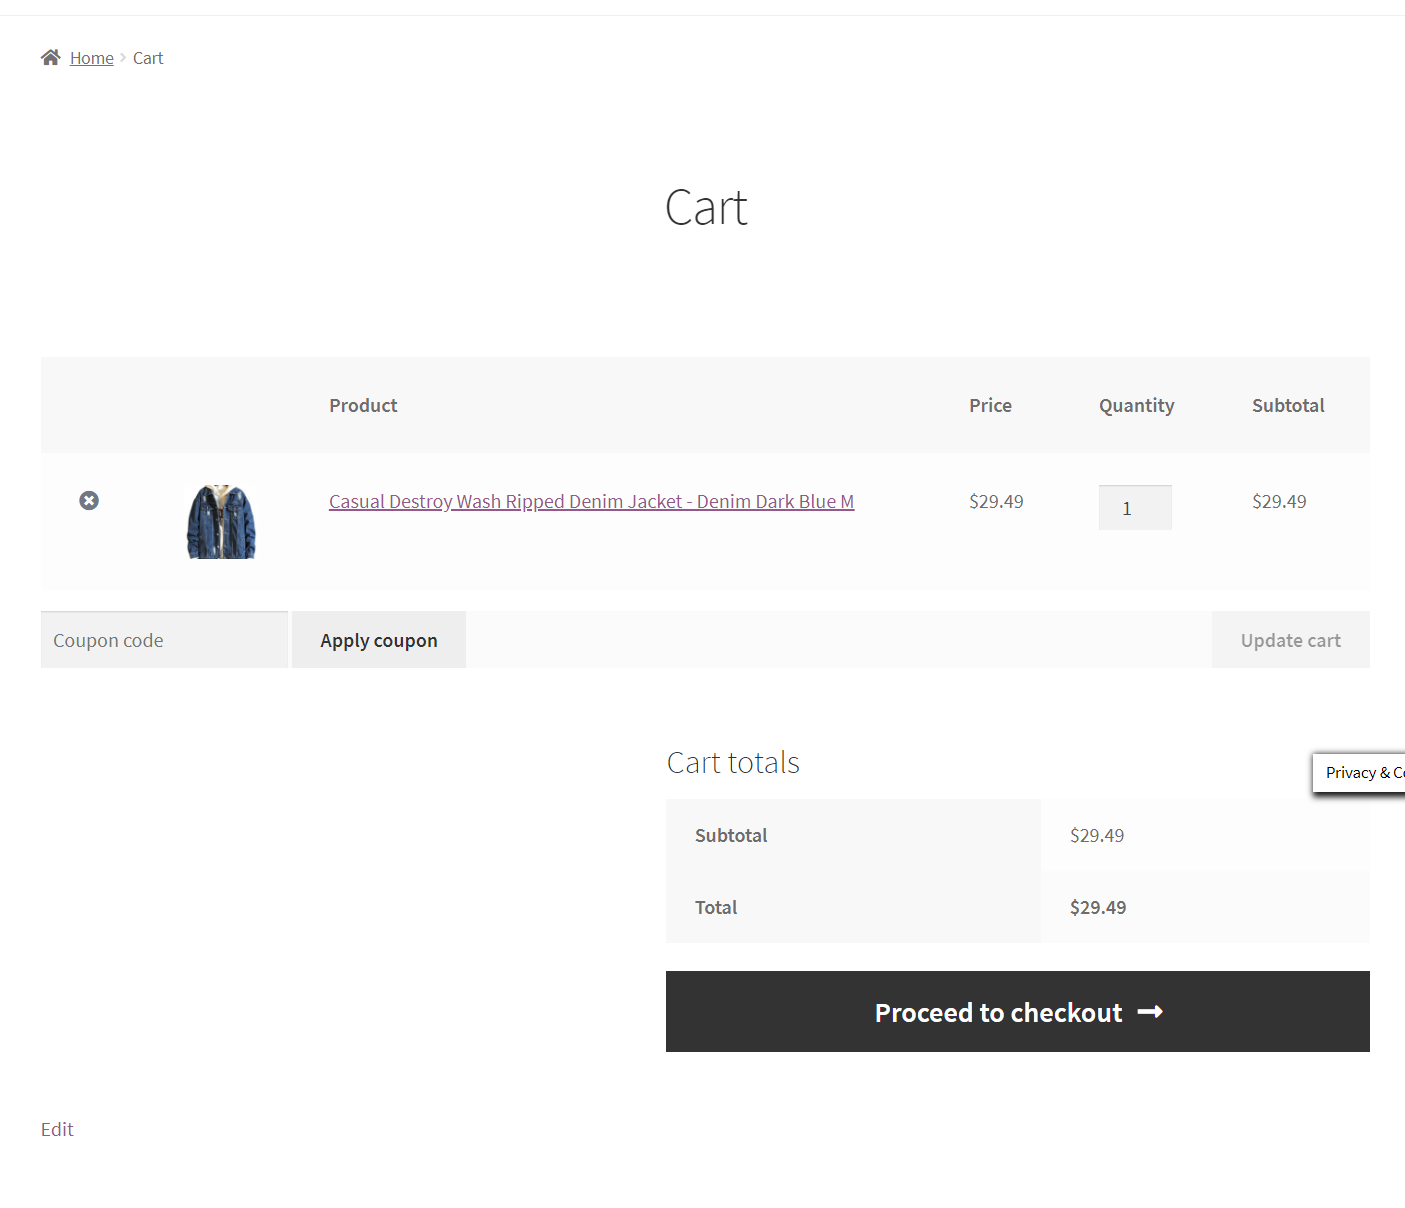 Home Cart
Cart
Product Price Quantity Subtotal
Casual Destroy Wash Ripped Denim Jacket - Denim Dark Blue M $29.49 1 $29.49
Coupon code Apply coupon Update cart
Cart totals
Privacy &
Subtotal $29.49
Total $29.49
Proceed to checkout
Edit